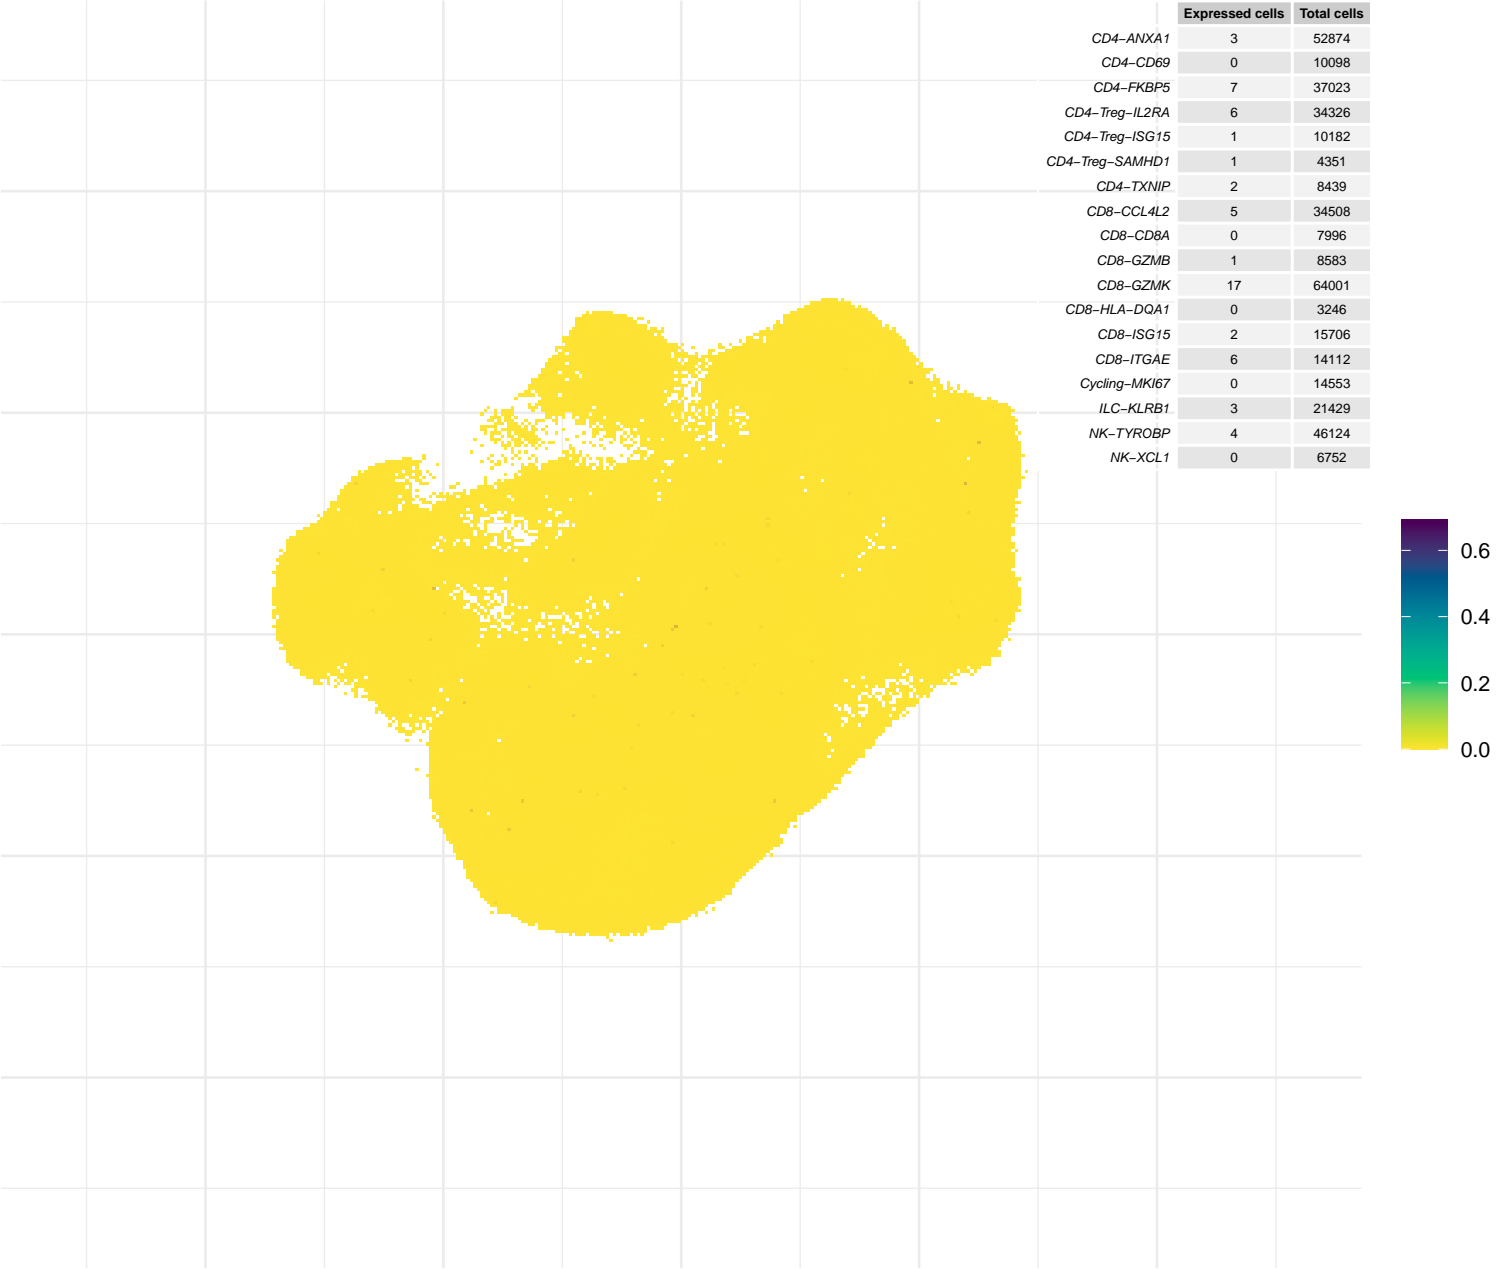 Expressed cells Total cells
CD4−ANXA1 3 52874
CD4−CD69 0 10098
CD4−FKBP5 7 37023
CD4−Treg−IL2RA 6 34326
CD4−Treg−ISG15 1 10182
CD4−Treg−SAMHD1 1 4351
CD4−TXNIP 2 8439
CD8−CCL4L2 5 34508
CD8−CD8A 0 7996
CD8−GZMB 1 8583
CD8−GZMK 17 64001
CD8−HLA−DQA1 0 3246
CD8−ISG15 2 15706
CD8−ITGAE 6 14112
Cycling−MKI67 0 14553
ILC−KLRB1 3 21429
NK−TYROBP 4 46124
NK−XCL1 0 6752
0.6
0.4
0.2
0.0